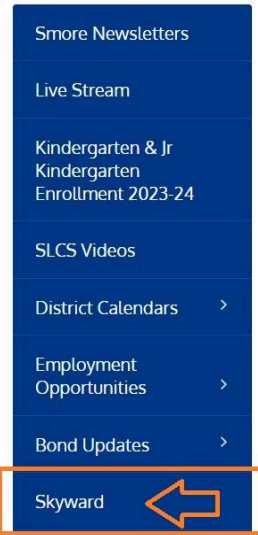 Smore Newsletters
Live Stream
Kindergarten & Jr
Kindergarten
Enrollment 2023-24
SLCS Videos
District Calendars
Employment
Opportunities
Bond Updates
Skyward